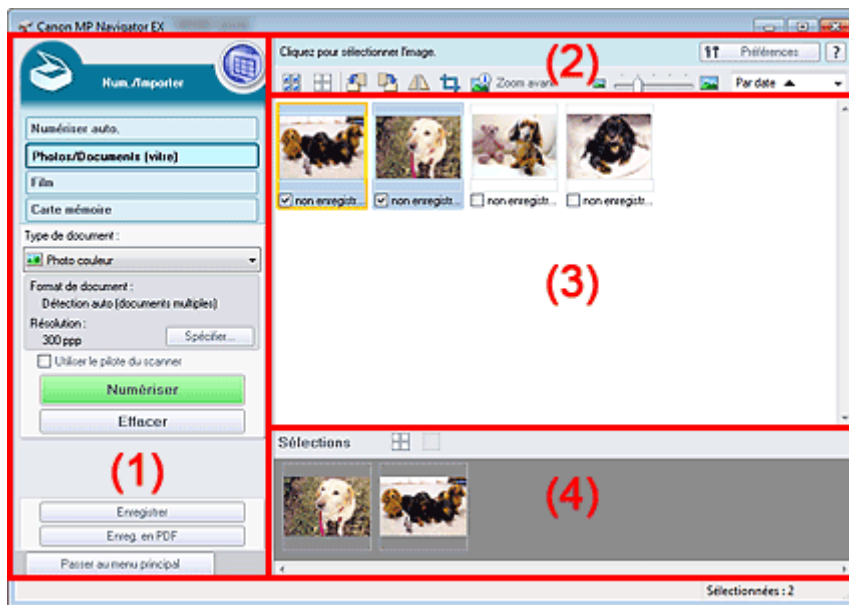 Canon MP Navigator EX
Num./Importer
Numériser auto.
Photos/Documents (vitre)
Film
Carte mémoire
Type de document :
Photo couleur
Format de document :
Détection auto (documents multiples)
Résolution :
300 ppp
Spécifier...
Utiliser le pilote du scanner
Numériser
Effacer
(1)
Enregistrer
Enreg. en PDF
Passer au menu principal
Cliquez pour sélectionner l'image.
Préférences
?
(2)
Zoom avant
Par date
non enregistr...
non enregistr...
non enregistr...
non enregistr...
(3)
Sélections
(4)
Sélectionnées : 2